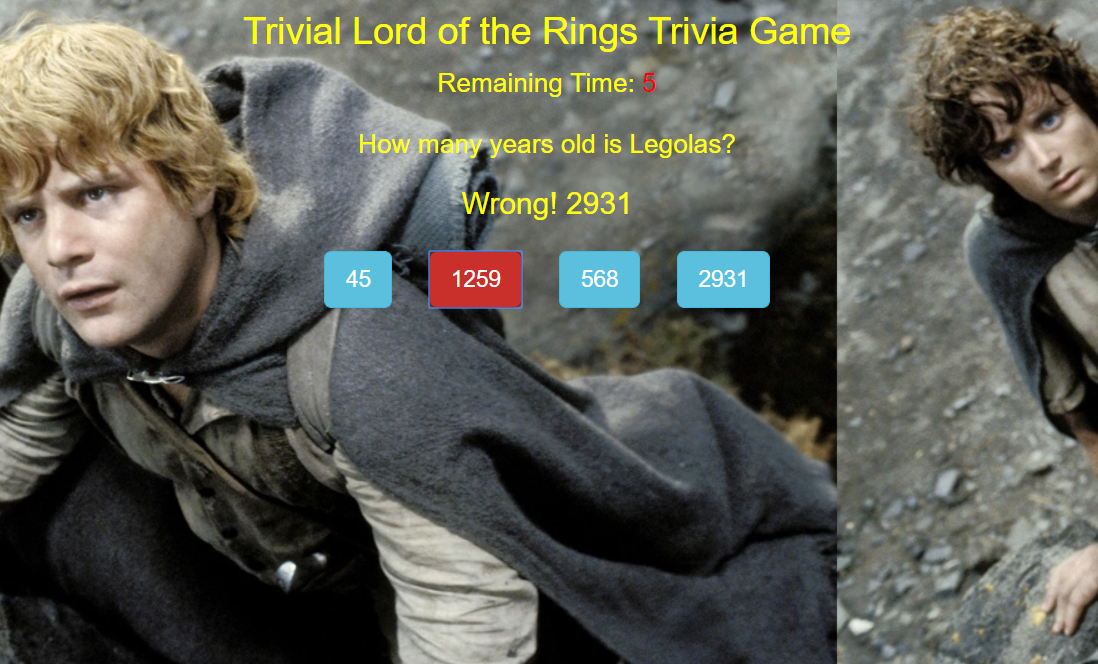 Trivial Lord of the Rings Trivia Game
Remaining Time: 5
How many years old is Legolas?
Wrong! 2931
45 1259 568 2931